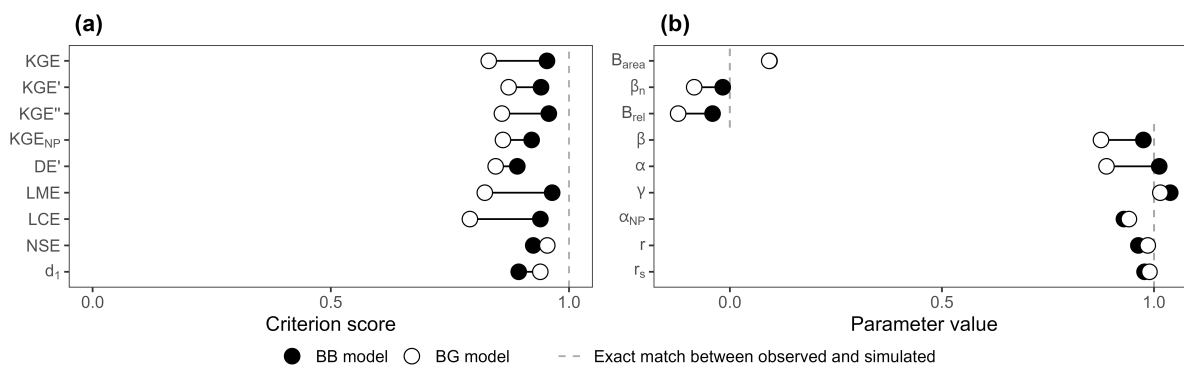 (a)
KGE
KGE'
KGE"
KGE_NP
DE'
LME
LCE
NSE
d_1
0.0 0.5 1.0
Criterion score
(b)
B_area
β_n
B_rel
β
α
γ
α_NP
r
r_s
0.0 0.5 1.0
Parameter value
BB model BG model Exact match between observed and simulated